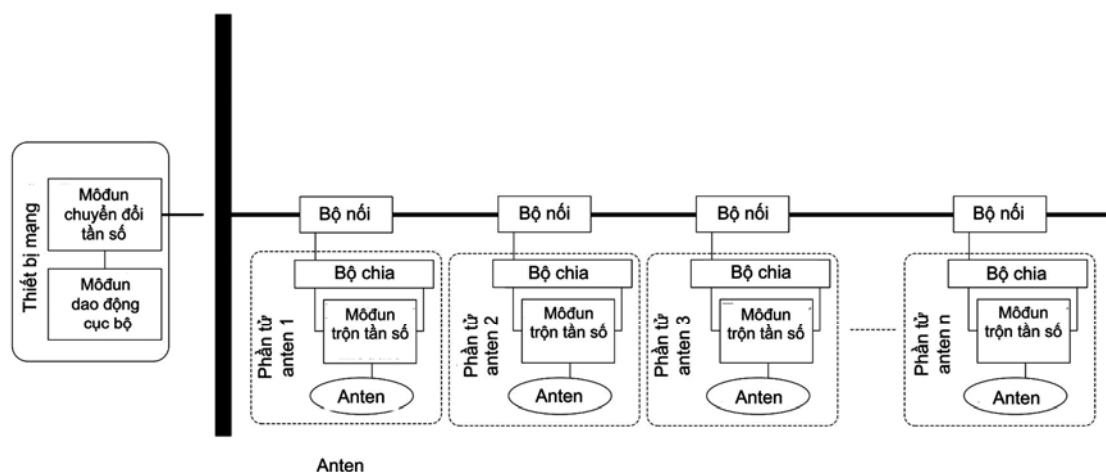 Thiết bị mạng
Môđun
chuyển đổi
tần số
Môđun
dao động
cục bộ
Bộ nối
Bộ nối
Bộ nối
Bộ nối
Phần tử
anten 1
Bộ chia
Môđun
trộn tần số
Anten
Phần tử
anten 2
Bộ chia
Môđun
trộn tần số
Anten
Phần tử
anten 3
Bộ chia
Môđun
trộn tần số
Anten
Phần tử
anten n
Bộ chia
Môđun
trộn tần số
Anten
Anten